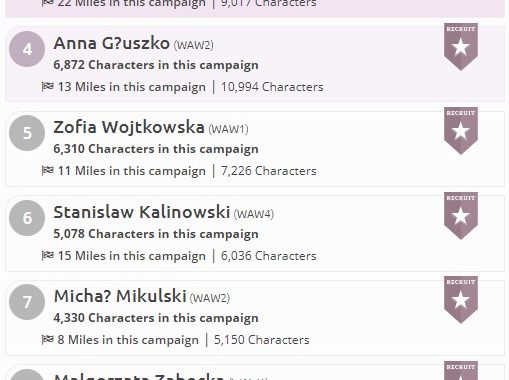 22 Miles in this campaign | 9,017 Characters
4
Anna G?uszko (WAW2)
RECRUIT
6,872 Characters in this campaign
13 Miles in this campaign | 10,994 Characters
5
Zofia Wojtkowska (WAW1)
RECRUIT
6,310 Characters in this campaign
11 Miles in this campaign | 7,226 Characters
6
Stanislaw Kalinowski (WAW4)
RECRUIT
5,078 Characters in this campaign
15 Miles in this campaign | 6,036 Characters
7
Micha? Mikulski (WAW2)
RECRUIT
4,330 Characters in this campaign
8 Miles in this campaign | 5,150 Characters
RECRUIT